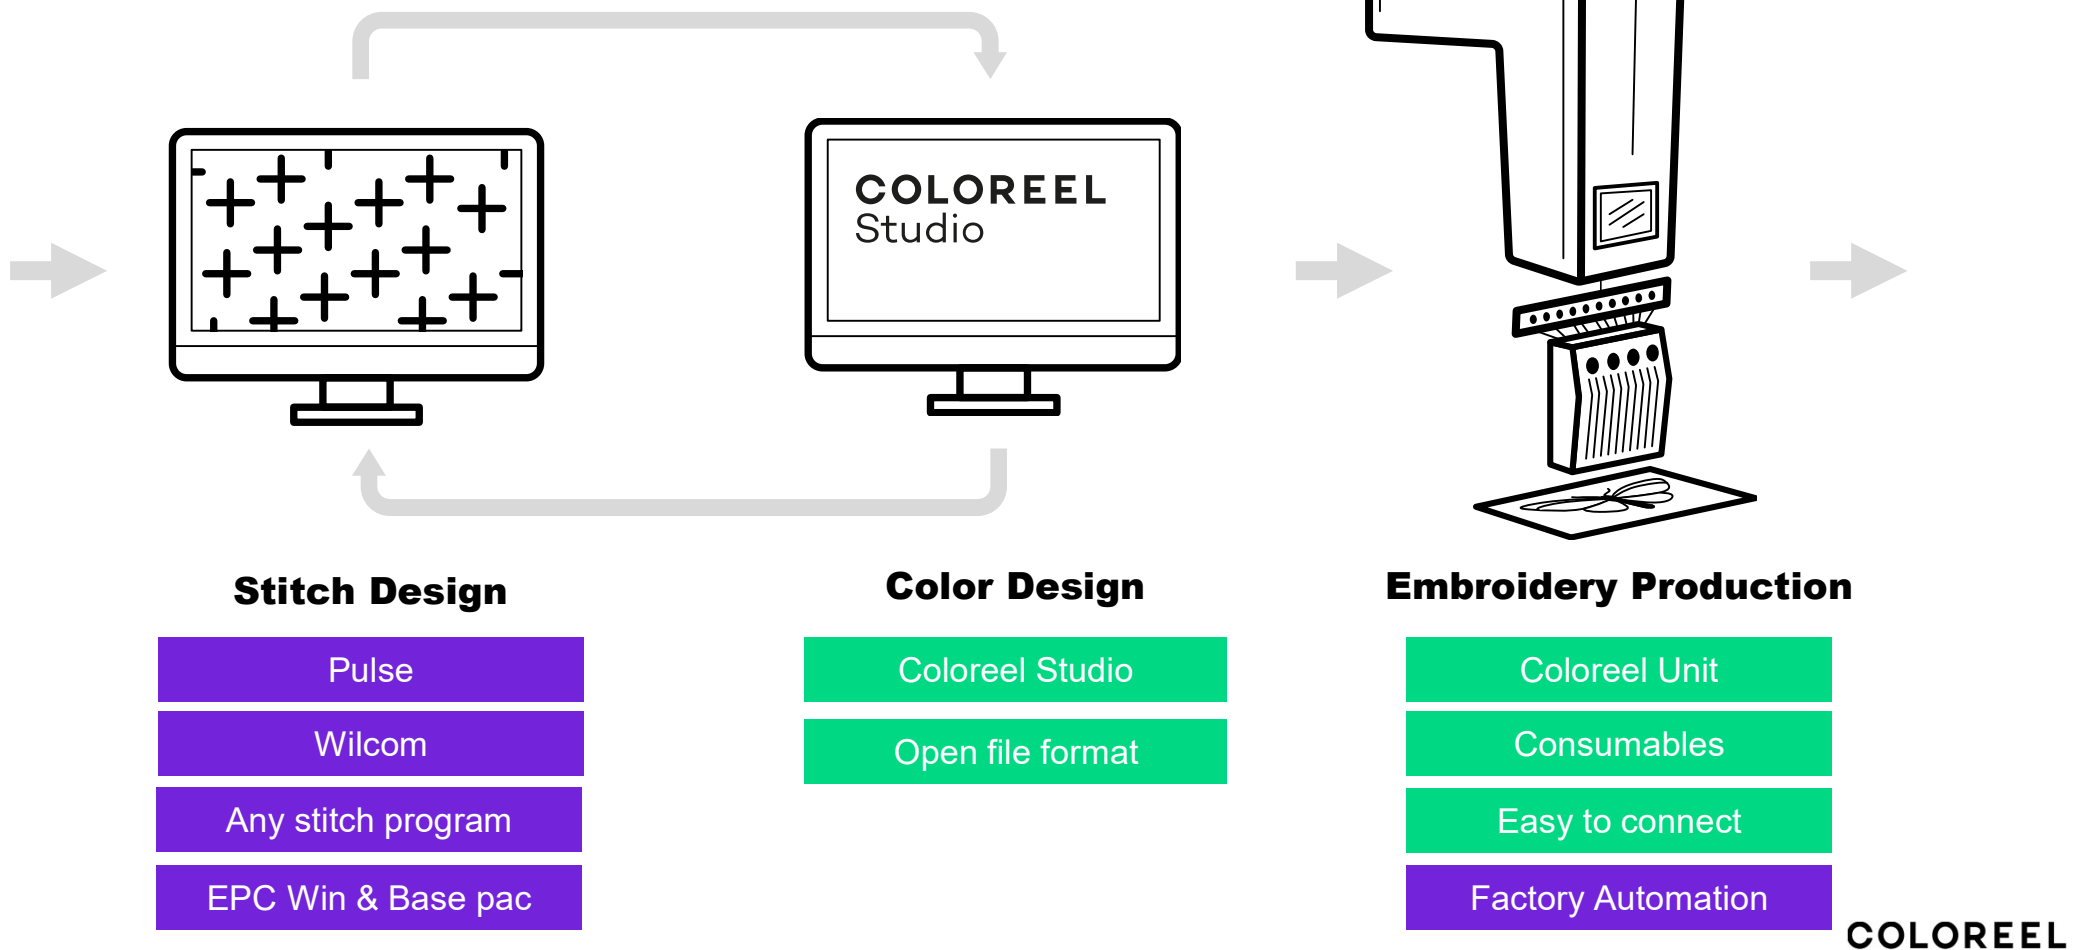 COLOREEL
Studio
Stitch Design
Pulse
Wilcom
Any stitch program
EPC Win & Base pac
Color Design
Coloreel Studio
Open file format
Embroidery Production
Coloreel Unit
Consumables
Easy to connect
Factory Automation
COLOREEL